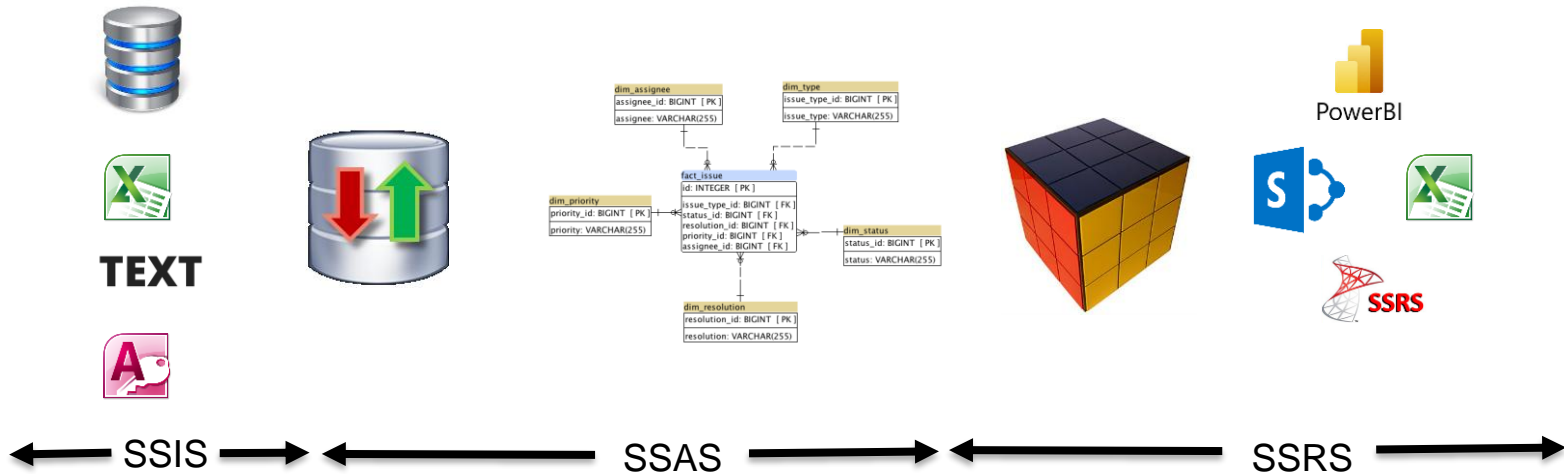 TEXT
A
dim_assignee
assignee_id: BIGINT [ PK ]
assignee: VARCHAR(255)
dim_type
issue_type_id: BIGINT [ PK ]
issue_type: VARCHAR(255)
fact_issue
id: INTEGER [ PK ]
issue_type_id: BIGINT [ FK ]
status_id: BIGINT [ FK ]
resolution_id: BIGINT [ FK ]
priority_id: BIGINT [ FK ]
assignee_id: BIGINT [ FK ]
dim_priority
priority_id: BIGINT [ PK ]
priority: VARCHAR(255)
dim_status
status_id: BIGINT [ PK ]
status: VARCHAR(255)
dim_resolution
resolution_id: BIGINT [ PK ]
resolution: VARCHAR(255)
PowerBI
S
X
SSRS
X
SSIS
SSAS
SSRS